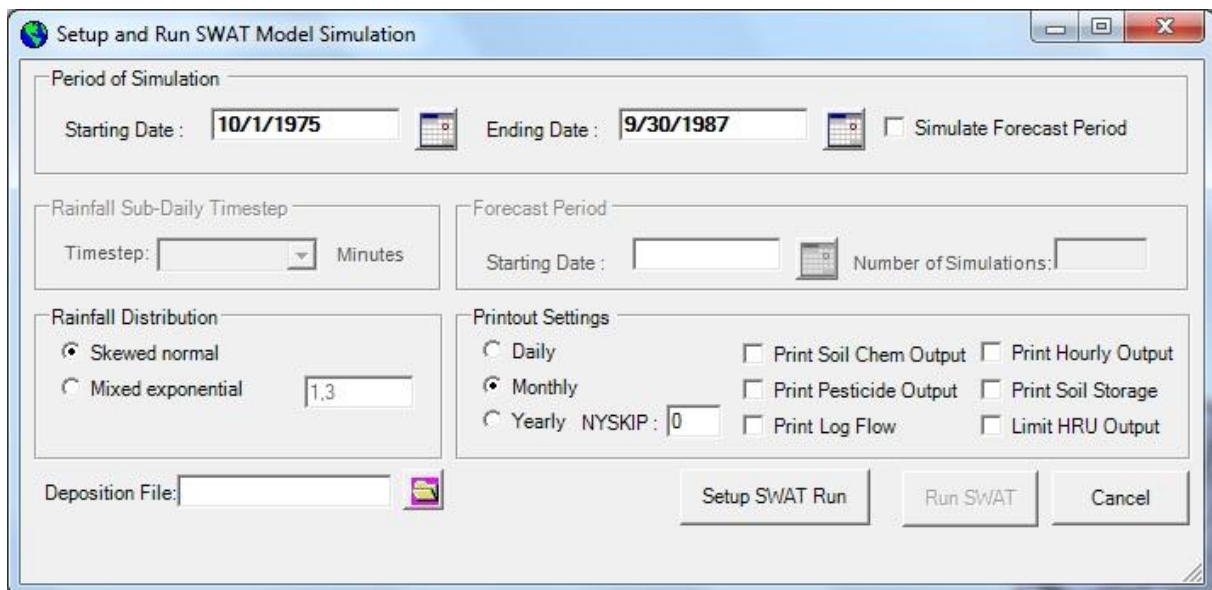 Setup and Run SWAT Model Simulation
Period of Simulation
Starting Date : 10/1/1975 Ending Date : 9/30/1987 Simulate Forecast Period
Rainfall Sub-Daily Timestep
Timestep: Minutes
Forecast Period
Starting Date : Number of Simulations:
Rainfall Distribution
Skewed normal
Mixed exponential 1,3
Printout Settings
Daily Print Soil Chem Output Print Hourly Output
Monthly Print Pesticide Output Print Soil Storage
Yearly NYSKIP : 0 Print Log Flow Limit HRU Output
Deposition File: Setup SWAT Run Run SWAT Cancel